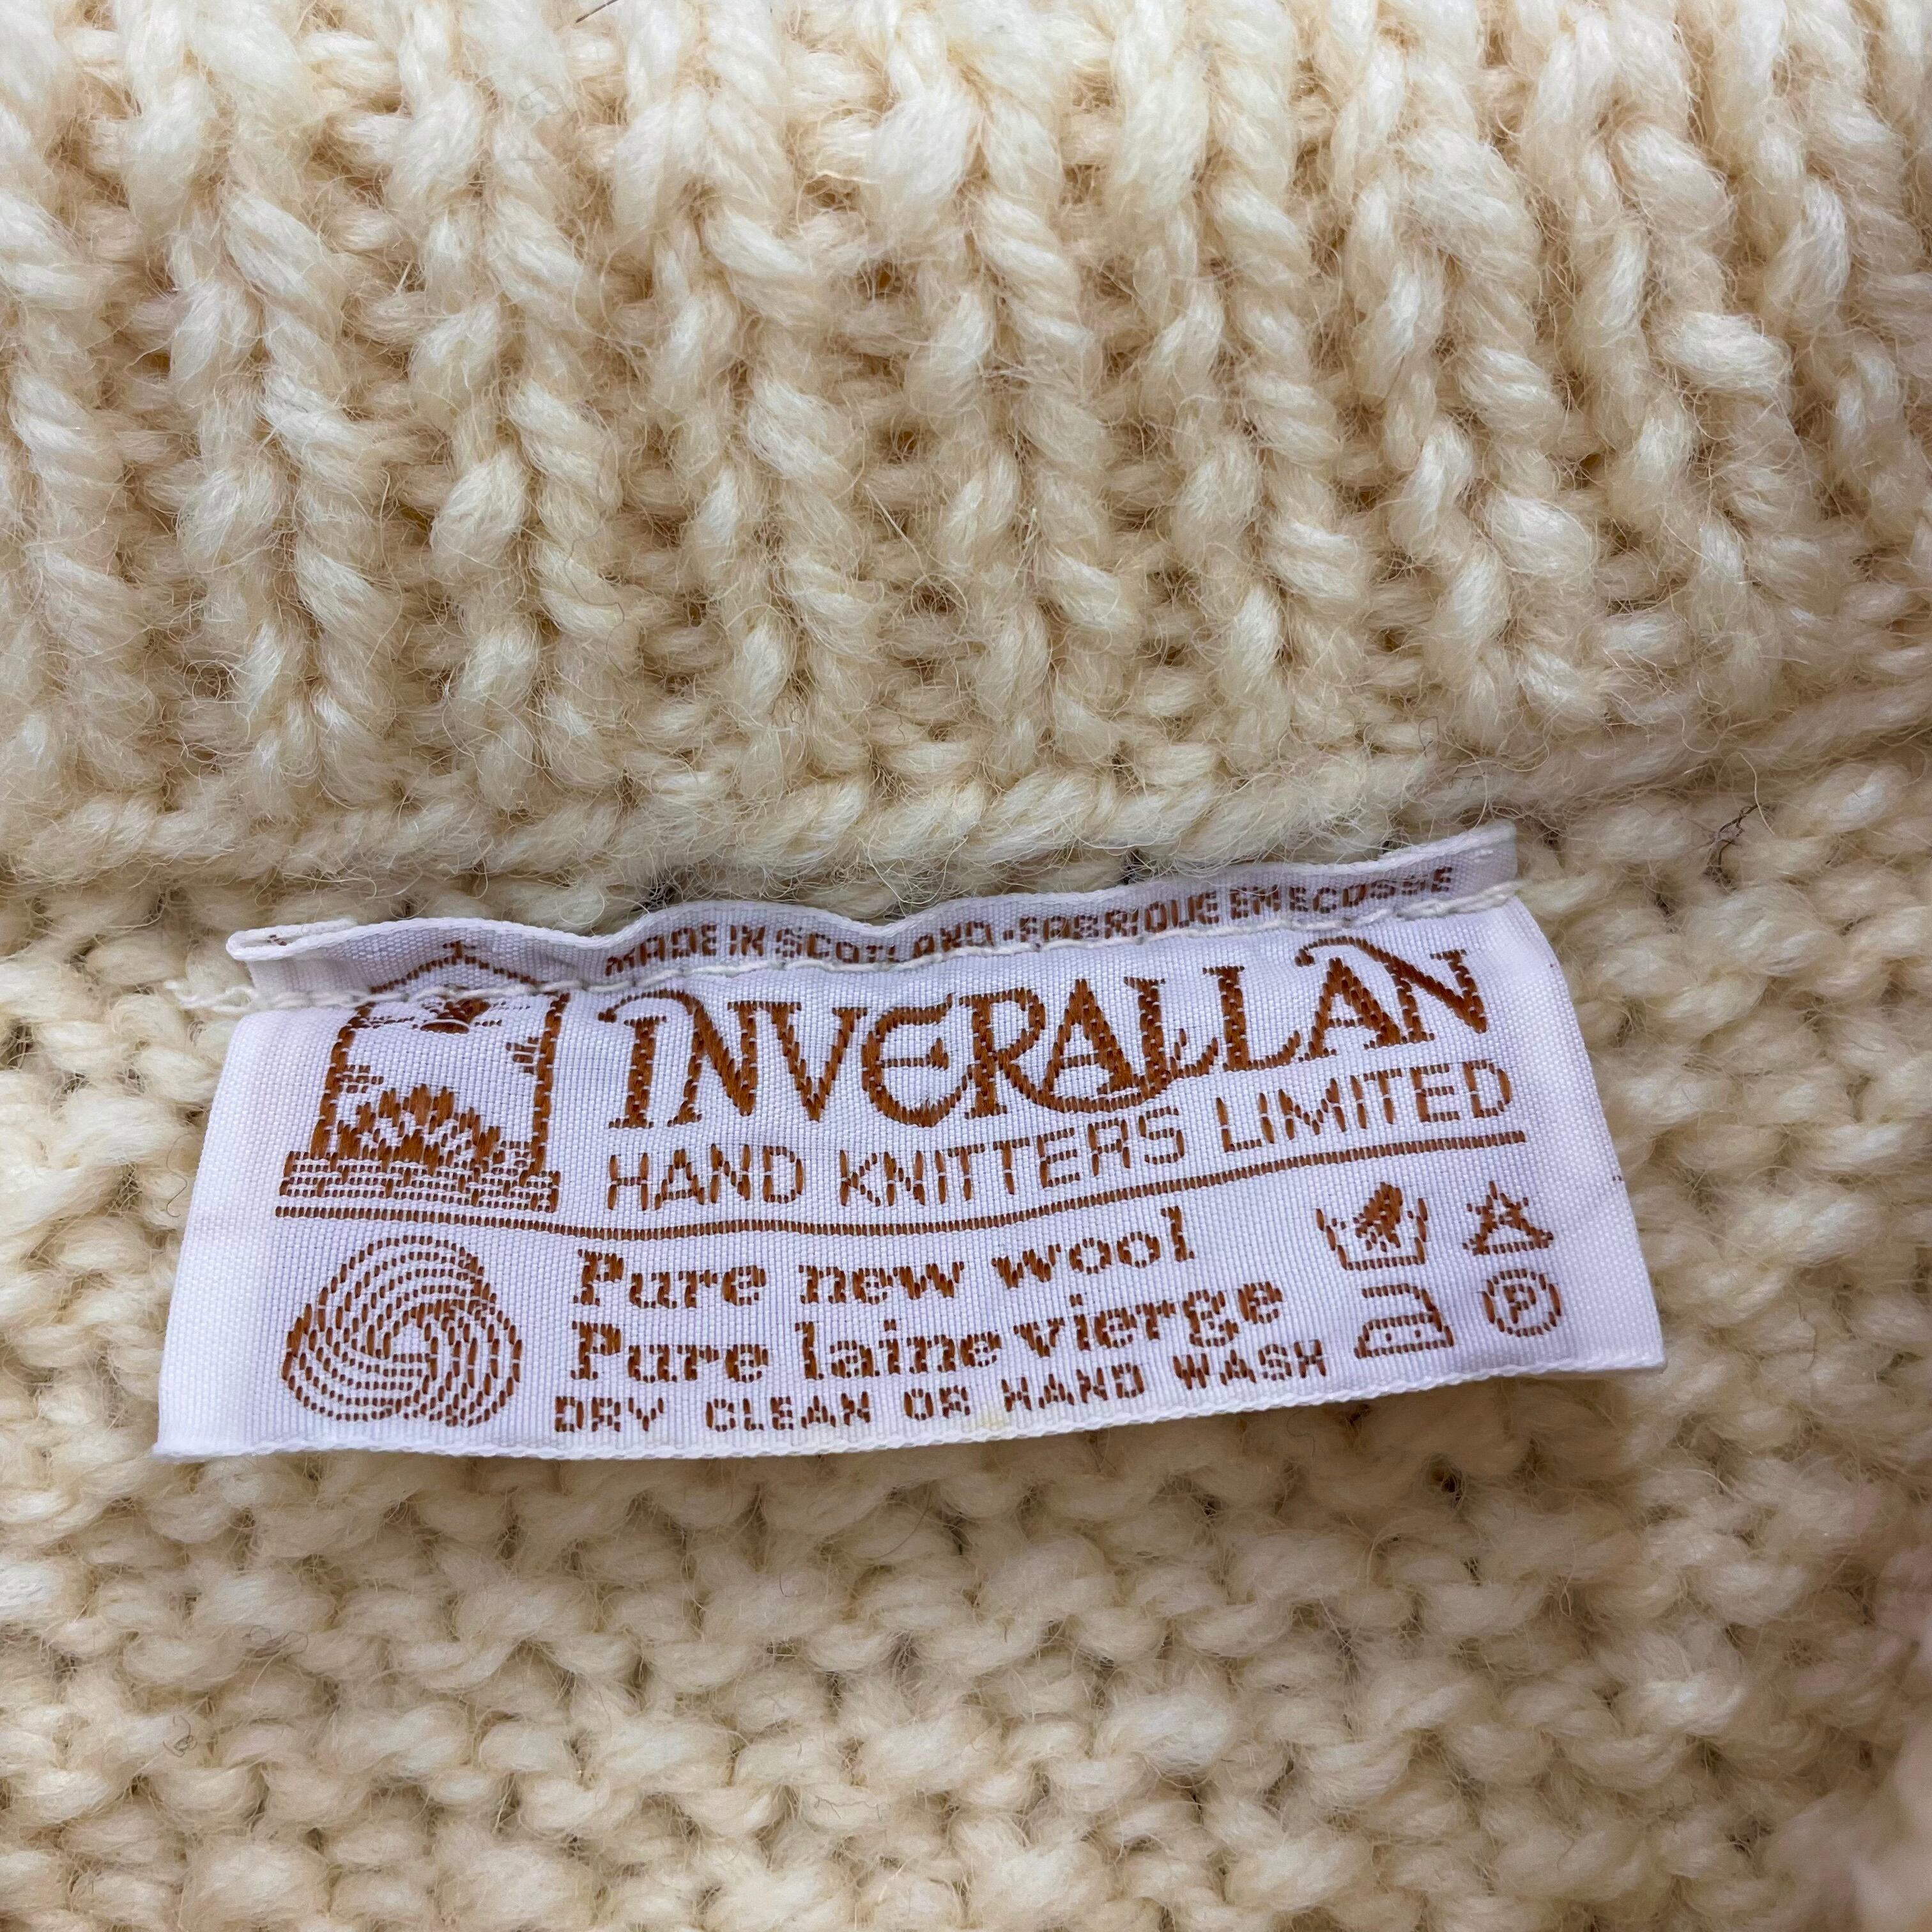 MADE IN SCOTLAND · FABRIQUE EM ECOSSE
INVERALLAN
HAND KNITTERS LIMITED
Pure new wool
Pure laine vierge
DRY CLEAN OR HAND WASH
P